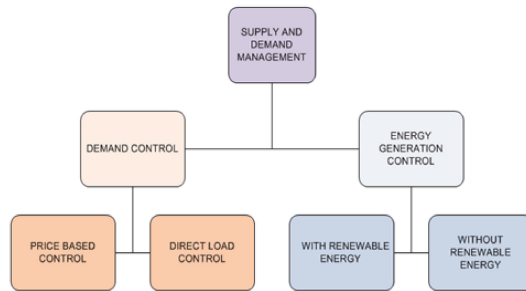 SUPPLY AND
DEMAND
MANAGEMENT
DEMAND CONTROL
ENERGY
GENERATION
CONTROL
PRICE BASED
CONTROL
DIRECT LOAD
CONTROL
WITH RENEWABLE
ENERGY
WITHOUT
RENEWABLE
ENERGY